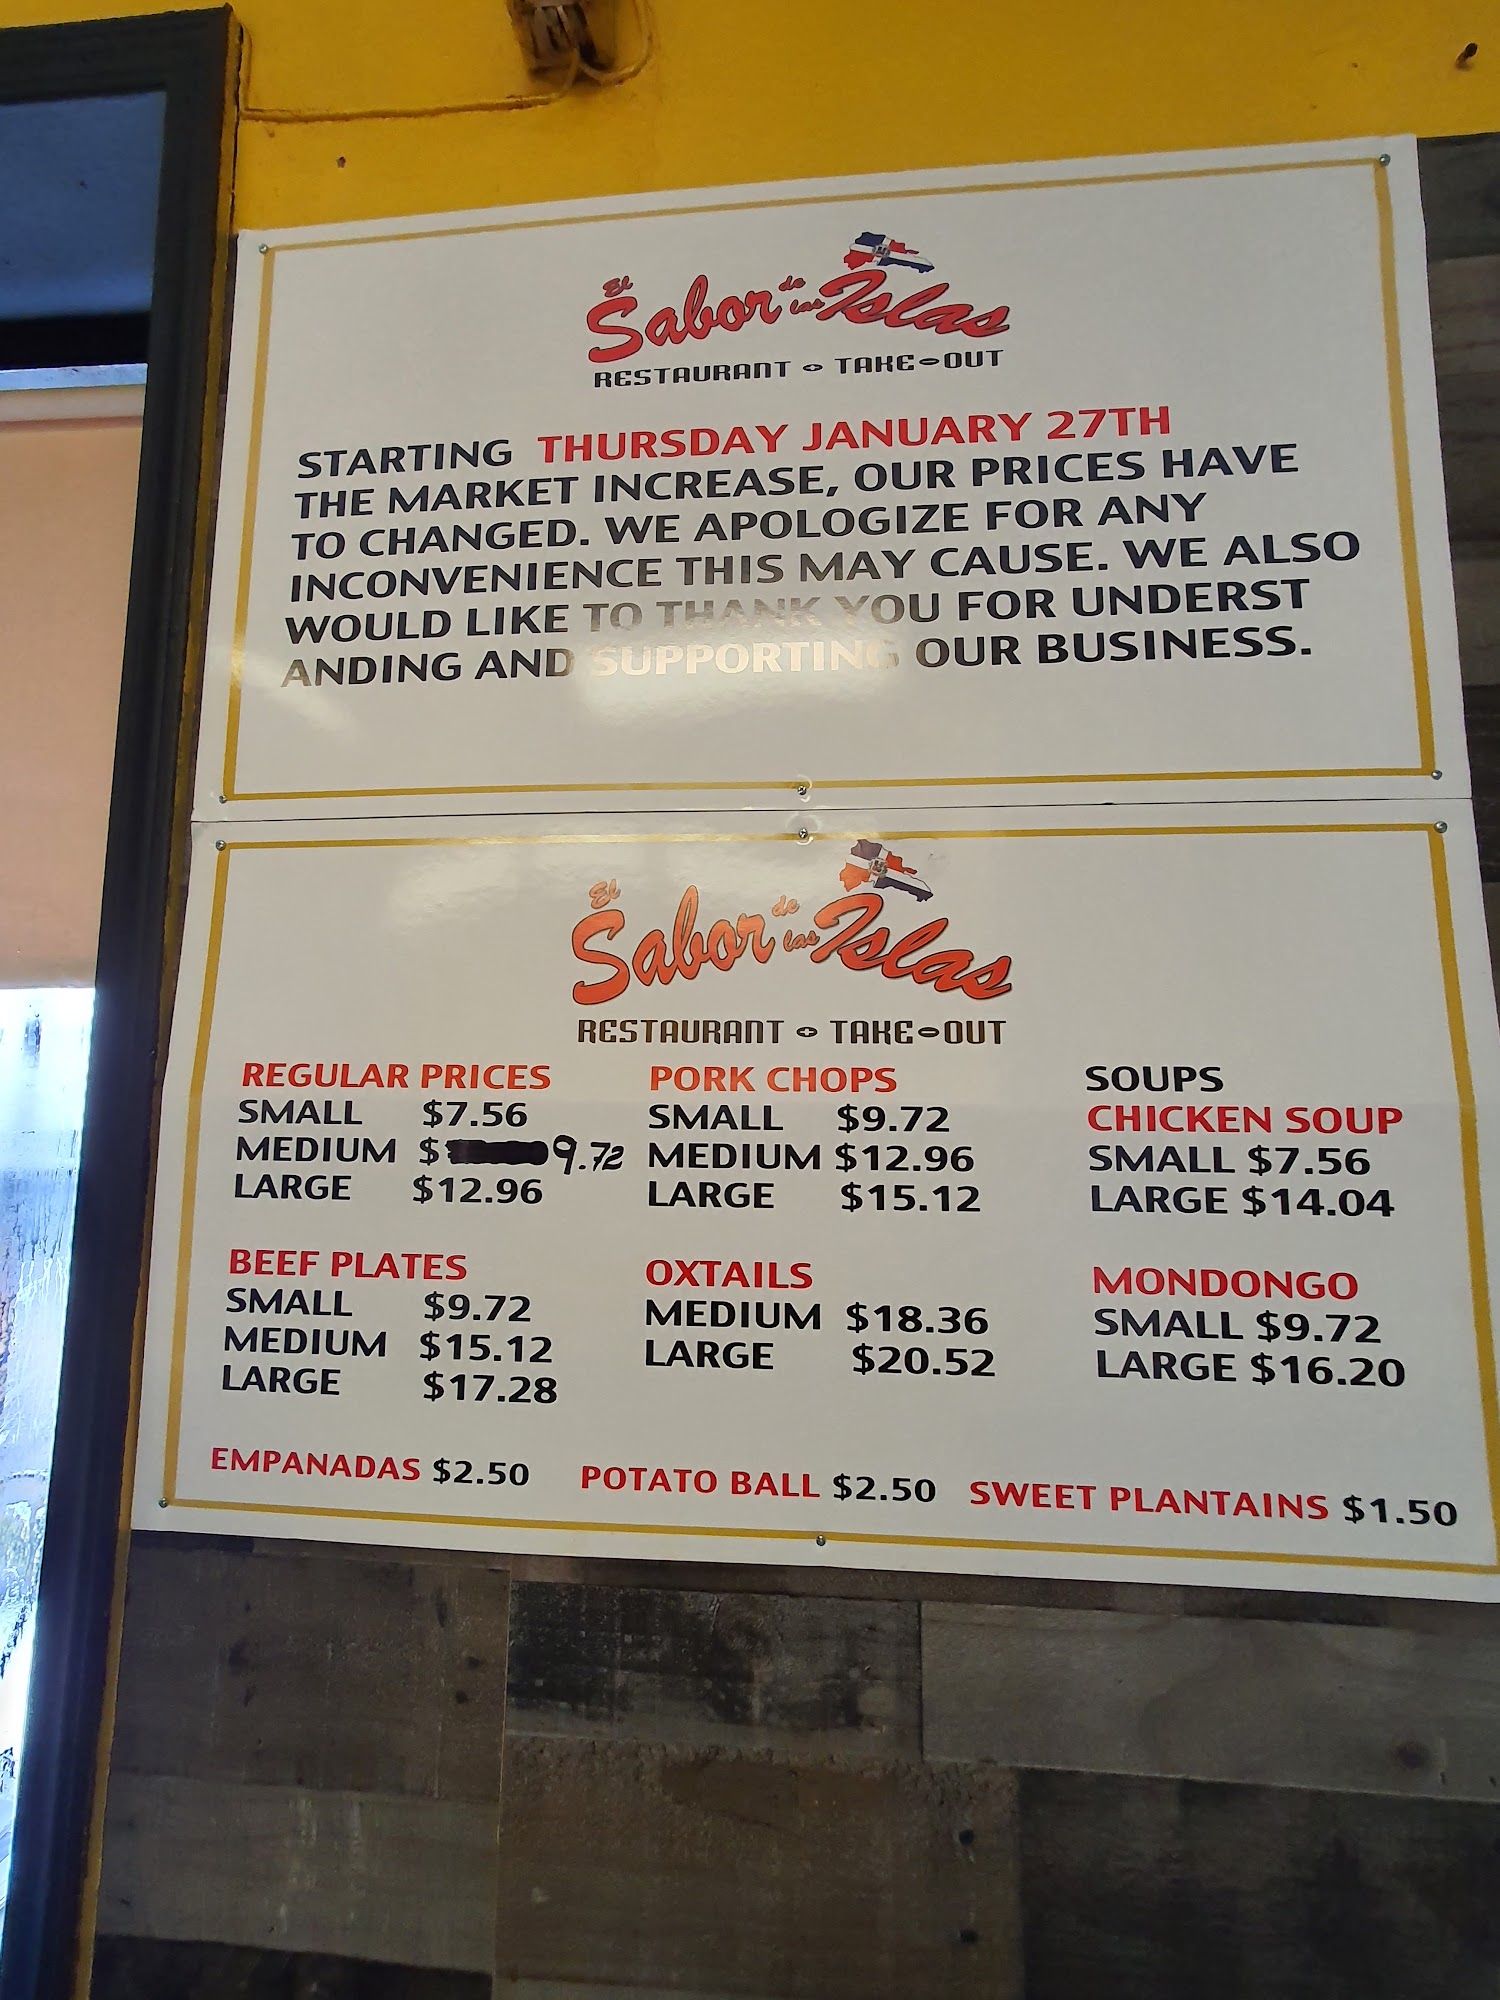 El Sabor de las Islas
RESTAURANT TAKE-OUT
STARTING THURSDAY JANUARY 27TH
THE MARKET INCREASE, OUR PRICES HAVE
TO CHANGED. WE APOLOGIZE FOR ANY
INCONVENIENCE THIS MAY CAUSE. WE ALSO
WOULD LIKE TO THANK YOU FOR UNDERST
ANDING AND SUPPORTING OUR BUSINESS.
El Sabor de las Islas
RESTAURANT TAKE-OUT
REGULAR PRICES
SMALL $7.56
MEDIUM $ 9.72
LARGE $12.96
PORK CHOPS
SMALL $9.72
MEDIUM $12.96
LARGE $15.12
SOUPS
CHICKEN SOUP
SMALL $7.56
LARGE $14.04
BEEF PLATES
SMALL $9.72
MEDIUM $15.12
LARGE $17.28
OXTAILS
MEDIUM $18.36
LARGE $20.52
MONDONGO
SMALL $9.72
LARGE $16.20
EMPANADAS $2.50
POTATO BALL $2.50
SWEET PLANTAINS $1.50